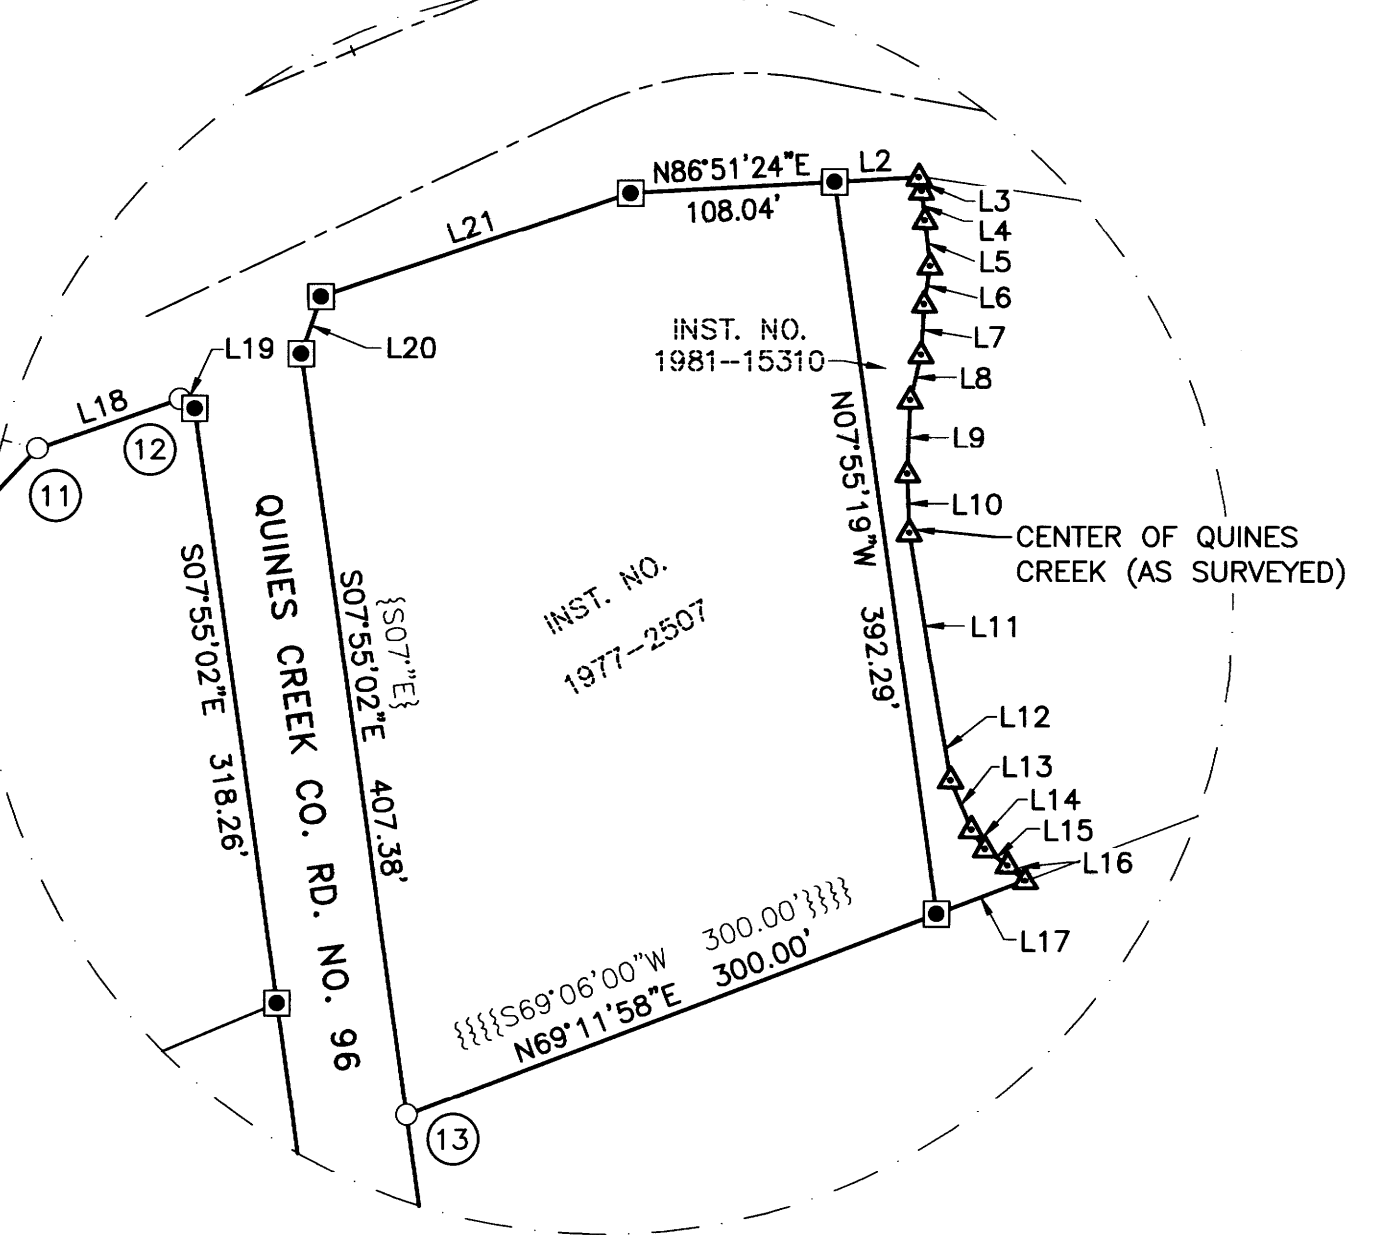 N86°51'24"E
108.04'
L2
L3
L4
L5
L6
L7
L8
L9
L10
L21
L20
L19
L18
12
11
INST. NO.
1981--15310
N07°55'19"W 392.29'
CENTER OF QUINES
CREEK (AS SURVEYED)
QUINES CREEK CO. RD. NO. 96
S07°55'02"E 318.26'
{S07°"E}
S07°55'02"E 407.38'
INST. NO.
1977-2507
L11
L12
L13
L14
L15
L16
L17
{{{{S69°06'00"W 300.00'}}}}
N69°11'58"E 300.00'
13